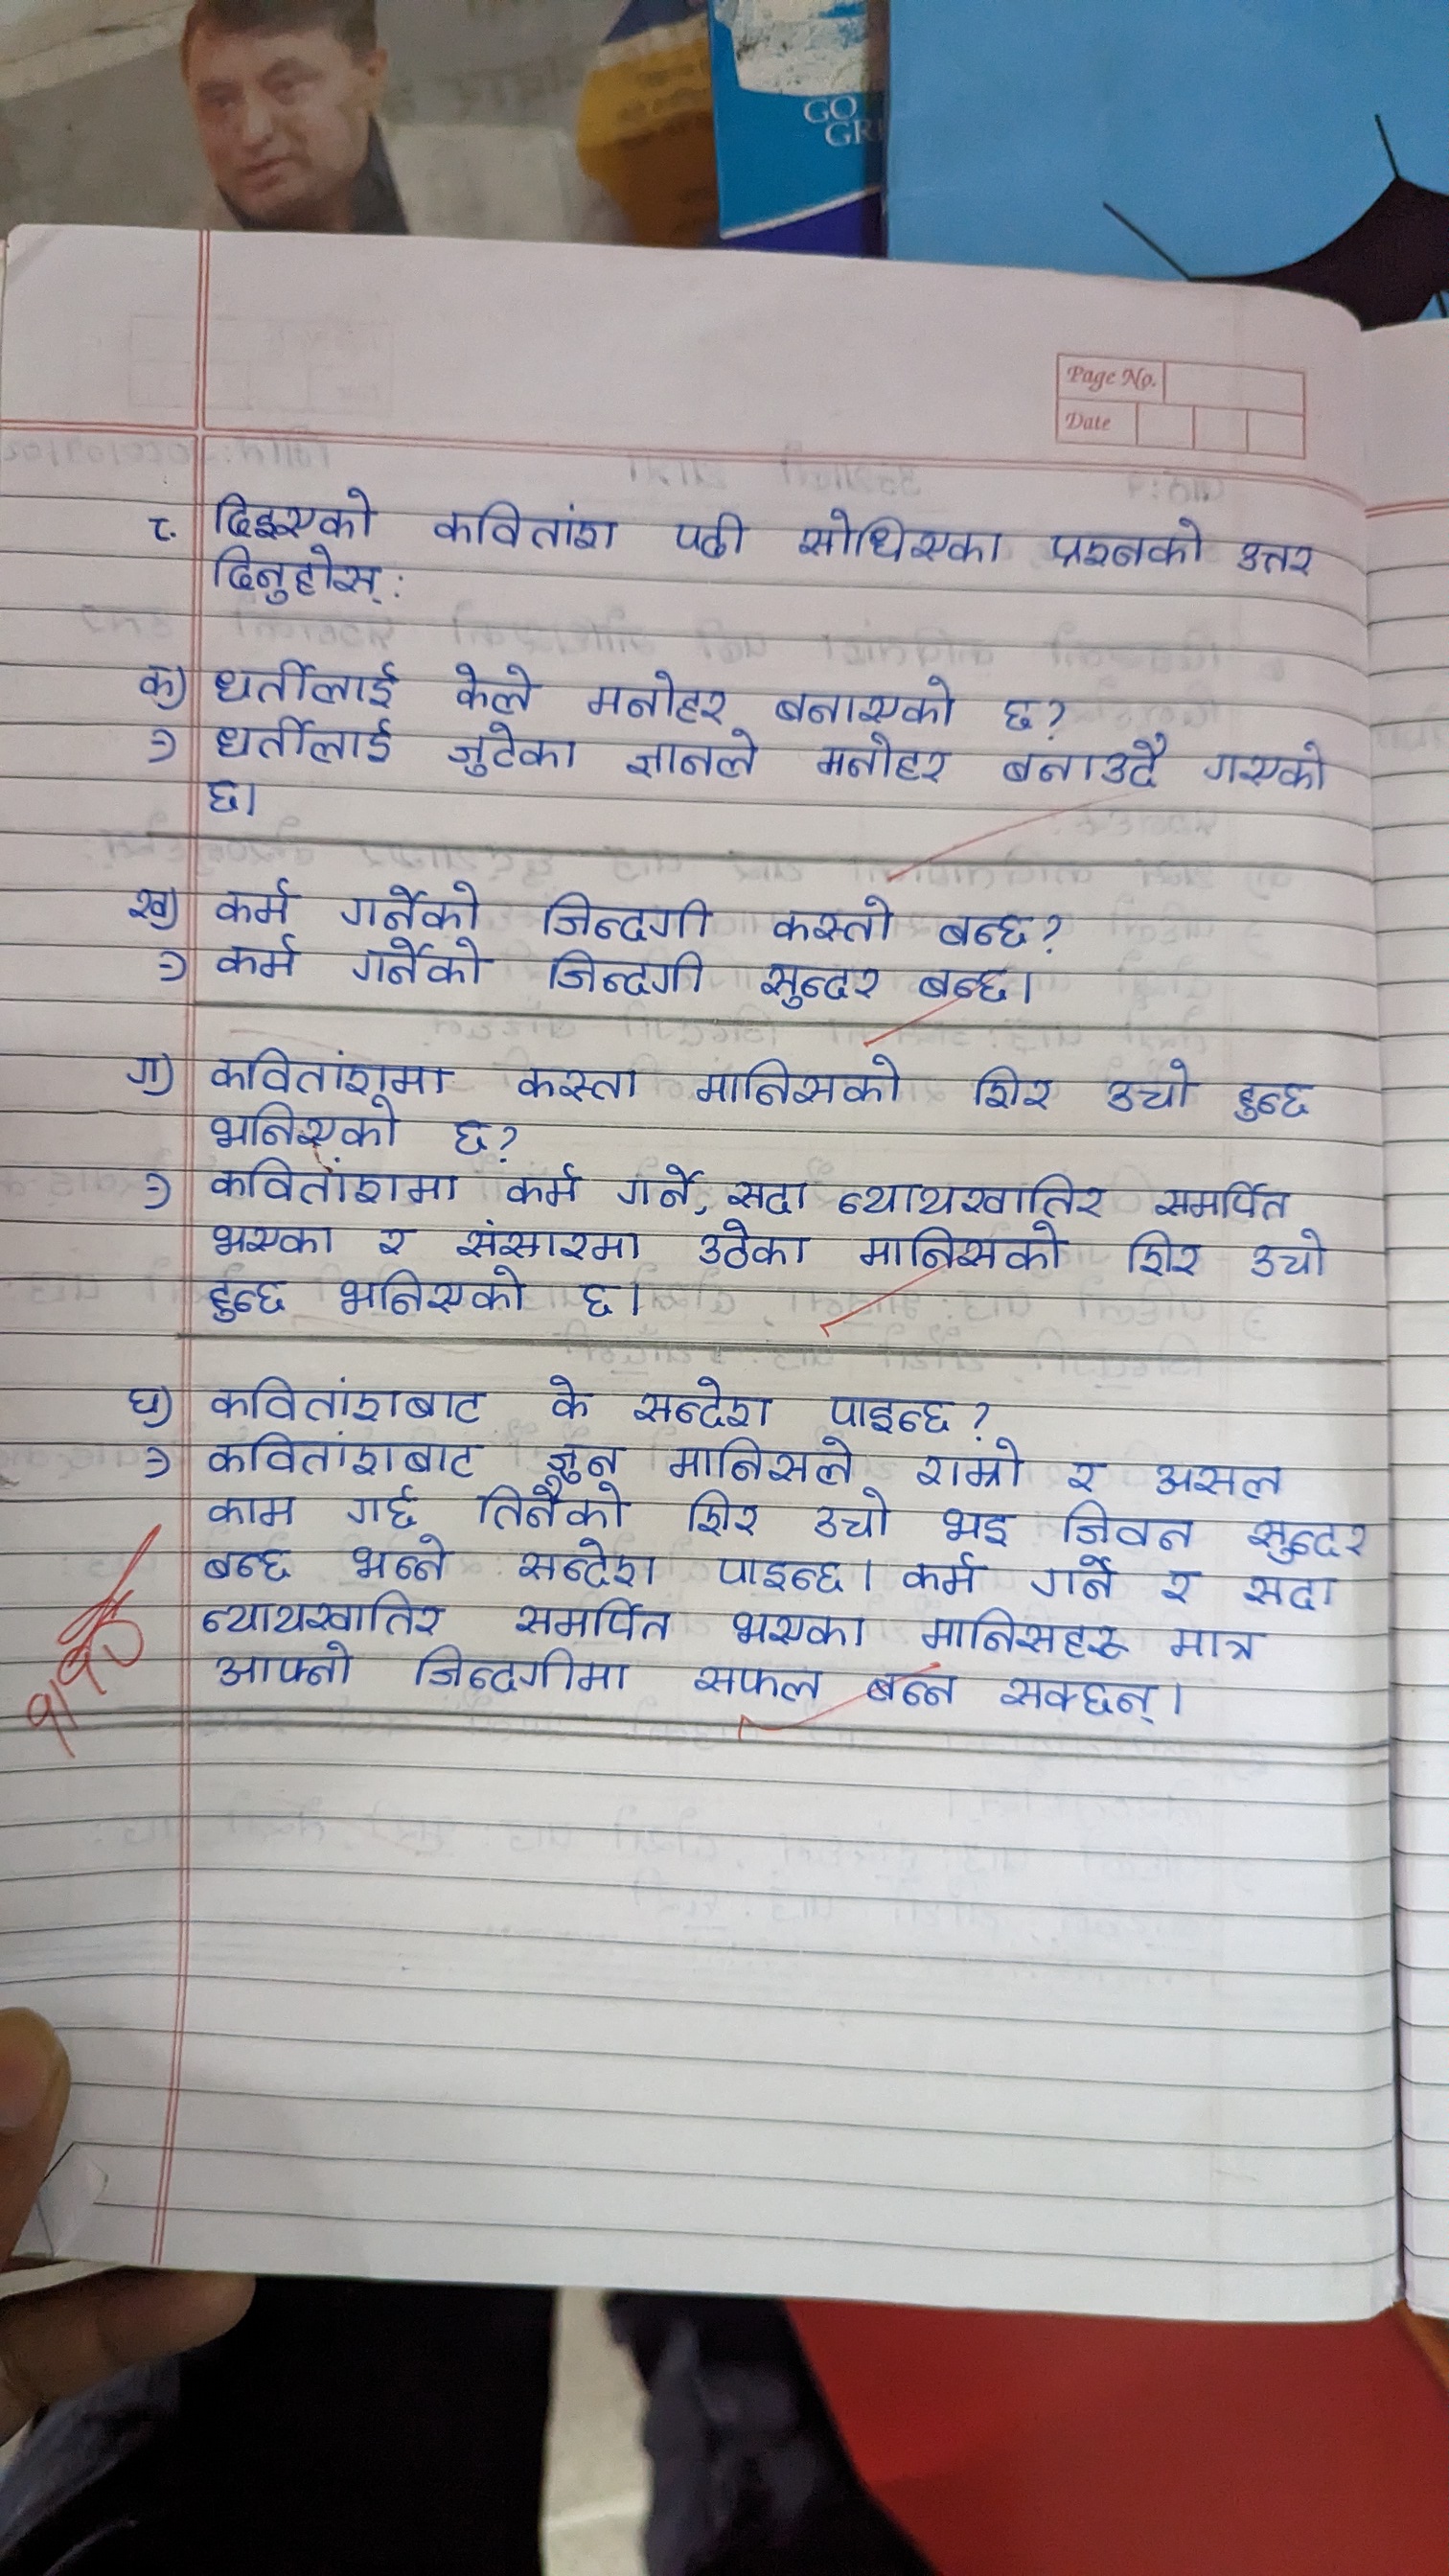 GO
GR
Page No.
Date
८. दिइएको कवितांश पढी सोधिएका प्रश्नको उत्तर
दिनुहोस्:
क) धर्तीलाई केले मनोहर बनाएको छ?
⇒ धर्तीलाई जुटेका ज्ञानले मनोहर बनाउदै गएको
छ।
ख) कर्म गर्नेको जिन्दगी कस्तो बन्छ?
⇒ कर्म गर्नेको जिन्दगी सुन्दर बन्छ।
ग) कवितांशमा कस्ता मानिसको शिर उचो हुन्छ
भनिएको छ?
⇒ कवितांशमा कर्म गर्ने, सदा न्यायखातिर समर्पित
भएका र संसारमा उठेका मानिसको शिर उचो
हुन्छ भनिएको छ।
घ) कवितांशबाट के सन्देश पाइन्छ?
⇒ कवितांशबाट जुन मानिसले राम्रो र असल
काम गर्छ तिनैको शिर उचो भइ जिवन सुन्दर
बन्छ भन्ने सन्देश पाइन्छ। कर्म गर्ने र सदा
न्यायखातिर समर्पित भएका मानिसहरू मात्र
आफ्नो जिन्दगीमा सफल बन्न सक्छन्।